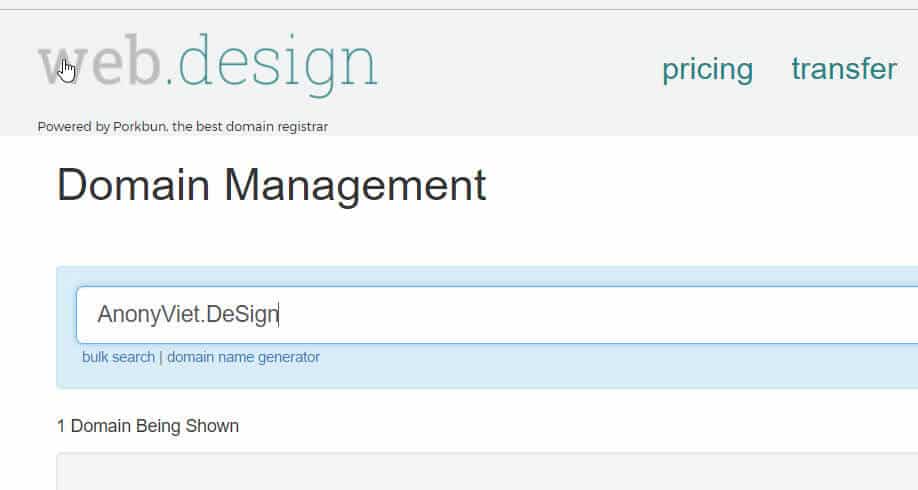 web.design
pricing transfer
Powered by Porkbun, the best domain registrar
Domain Management
AnonyViet.DeSign
bulk search | domain name generator
1 Domain Being Shown